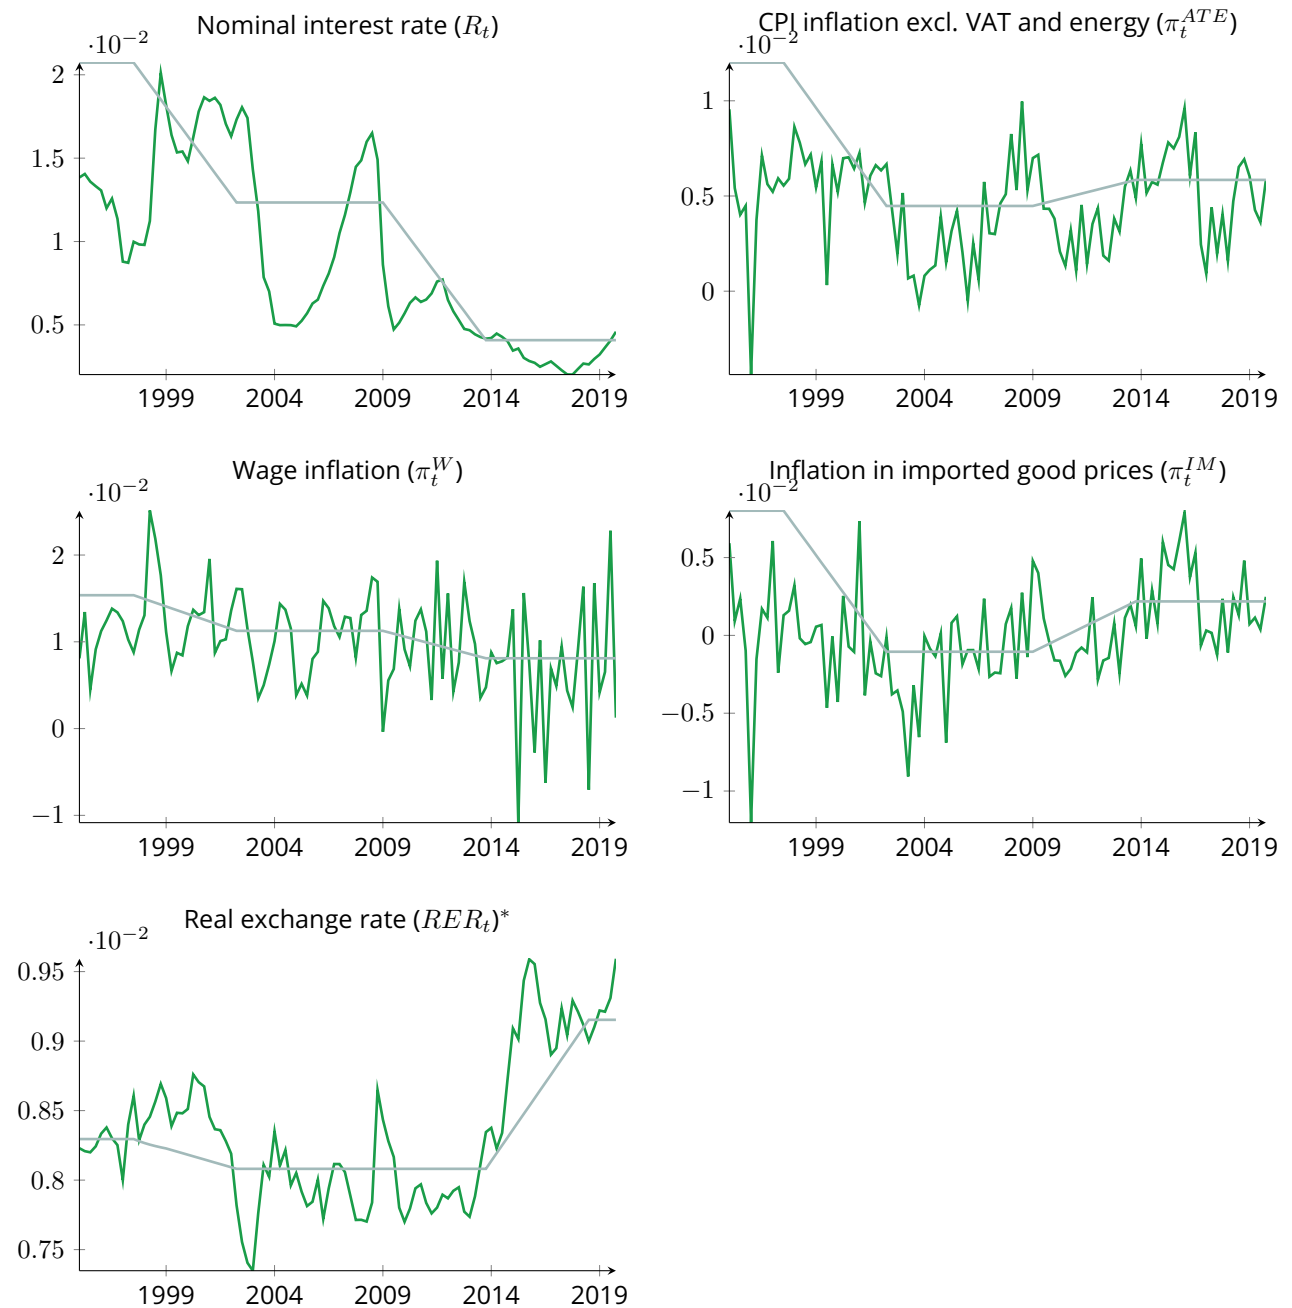 Nominal interest rate (R_t)
·10^−2
2
1.5
1
0.5
1999 2004 2009 2014 2019
CPI inflation excl. VAT and energy (π_t^{ATE})
·10^−2
1
0.5
0
1999 2004 2009 2014 2019
Wage inflation (π_t^W)
·10^−2
2
1
0
−1
1999 2004 2009 2014 2019
Inflation in imported good prices (π_t^{IM})
·10^−2
0.5
0
−0.5
−1
1999 2004 2009 2014 2019
Real exchange rate (RER_t)*
·10^−2
0.95
0.9
0.85
0.8
0.75
1999 2004 2009 2014 2019